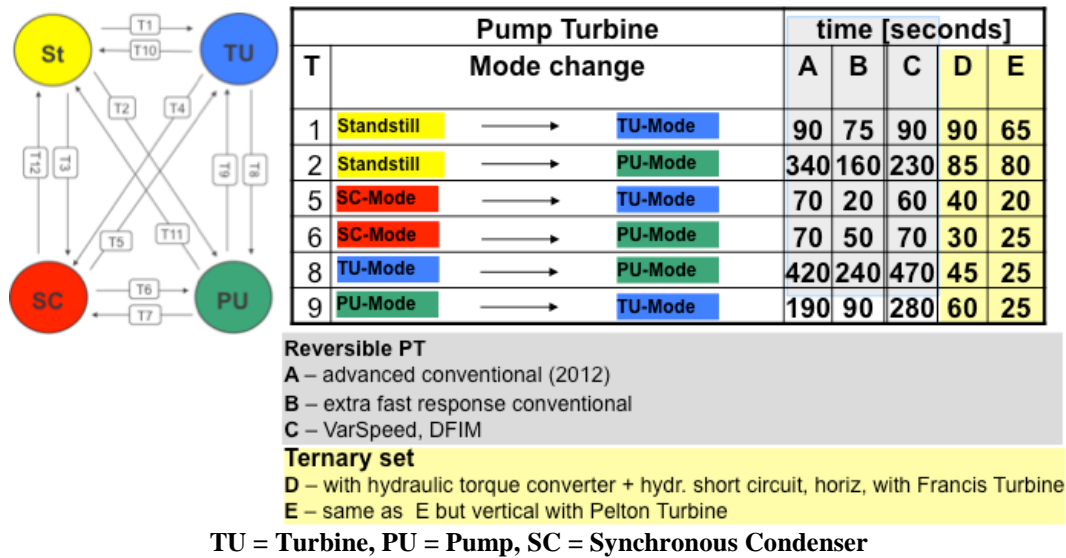 St
TU
SC
PU
T1
T10
T2
T4
T12
T3
T9
T8
T5
T11
T6
T7
Pump Turbine time [seconds]
T Mode change A B C D E
1 Standstill TU-Mode 90 75 90 90 65
2 Standstill PU-Mode 340 160 230 85 80
5 SC-Mode TU-Mode 70 20 60 40 20
6 SC-Mode PU-Mode 70 50 70 30 25
8 TU-Mode PU-Mode 420 240 470 45 25
9 PU-Mode TU-Mode 190 90 280 60 25
Reversible PT
A – advanced conventional (2012)
B – extra fast response conventional
C – VarSpeed, DFIM
Ternary set
D – with hydraulic torque converter + hydr. short circuit, horiz, with Francis Turbine
E – same as E but vertical with Pelton Turbine
TU = Turbine, PU = Pump, SC = Synchronous Condenser